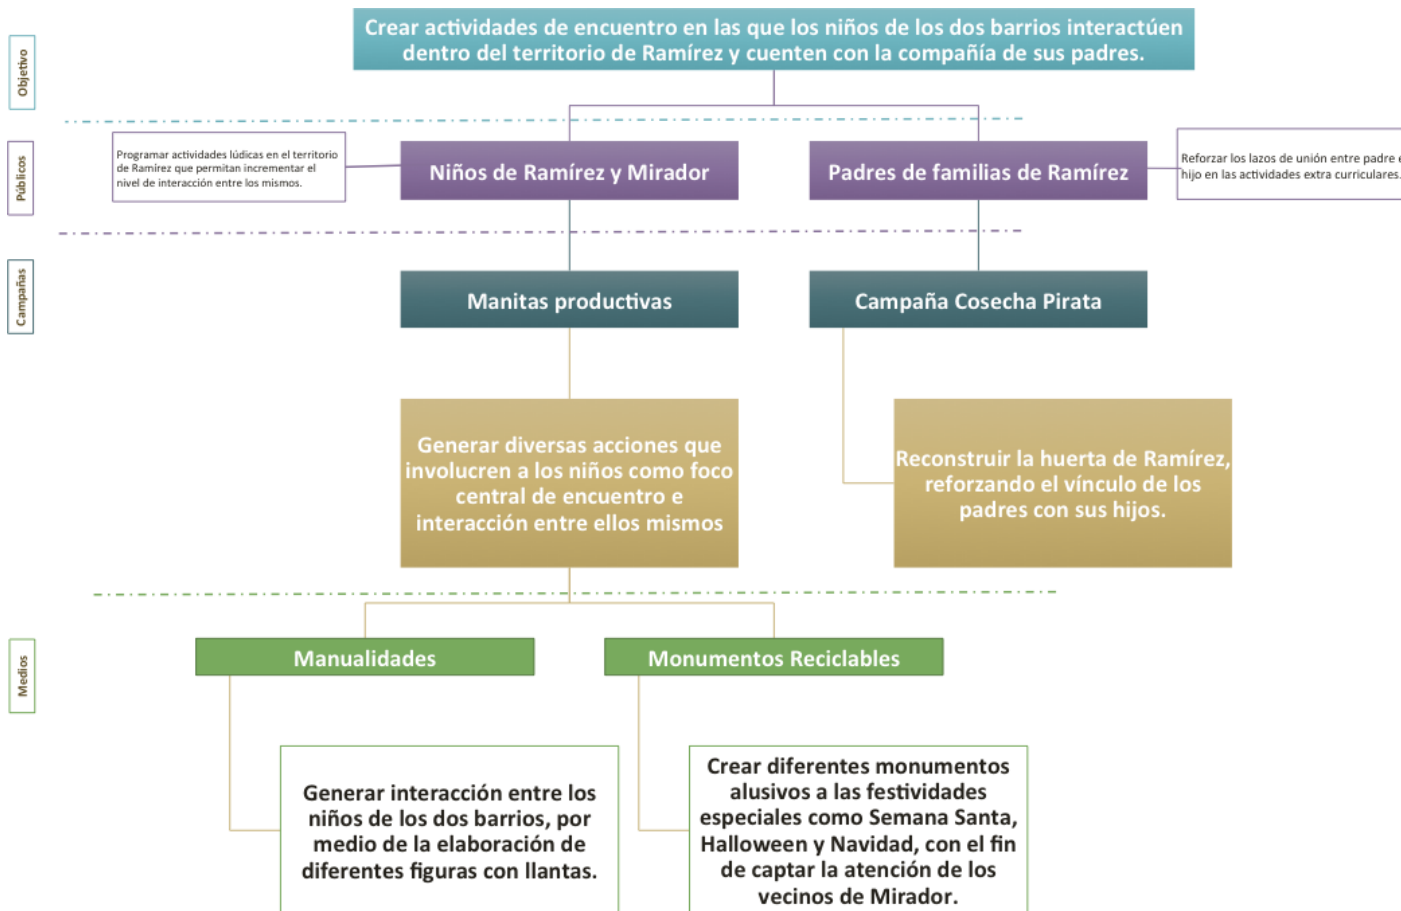 Crear actividades de encuentro en las que los niños de los dos barrios interactúen
dentro del territorio de Ramírez y cuenten con la compañía de sus padres.
Objetivo
Públicos
Programar actividades lúdicas en el territorio
de Ramírez que permitan incrementar el
nivel de interacción entre los mismos.
Niños de Ramírez y Mirador
Padres de familias de Ramírez
Reforzar los lazos de unión entre padre e
hijo en las actividades extra curriculares.
Campañas
Manitas productivas
Campaña Cosecha Pirata
Generar diversas acciones que
involucren a los niños como foco
central de encuentro e
interacción entre ellos mismos
Reconstruir la huerta de Ramírez,
reforzando el vínculo de los
padres con sus hijos.
Medios
Manualidades
Monumentos Reciclables
Generar interacción entre los
niños de los dos barrios, por
medio de la elaboración de
diferentes figuras con llantas.
Crear diferentes monumentos
alusivos a las festividades
especiales como Semana Santa,
Halloween y Navidad, con el fin
de captar la atención de los
vecinos de Mirador.